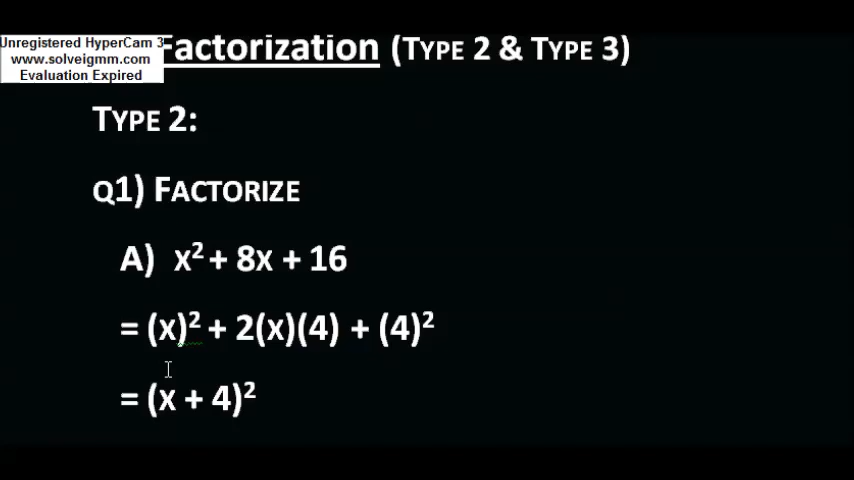 Unregistered HyperCam 3
www.solveigmm.com
Evaluation Expired
Factorization (Type 2 & Type 3)
Type 2:
Q1) Factorize
A) x² + 8x + 16
= (x)² + 2(x)(4) + (4)²
= (x + 4)²